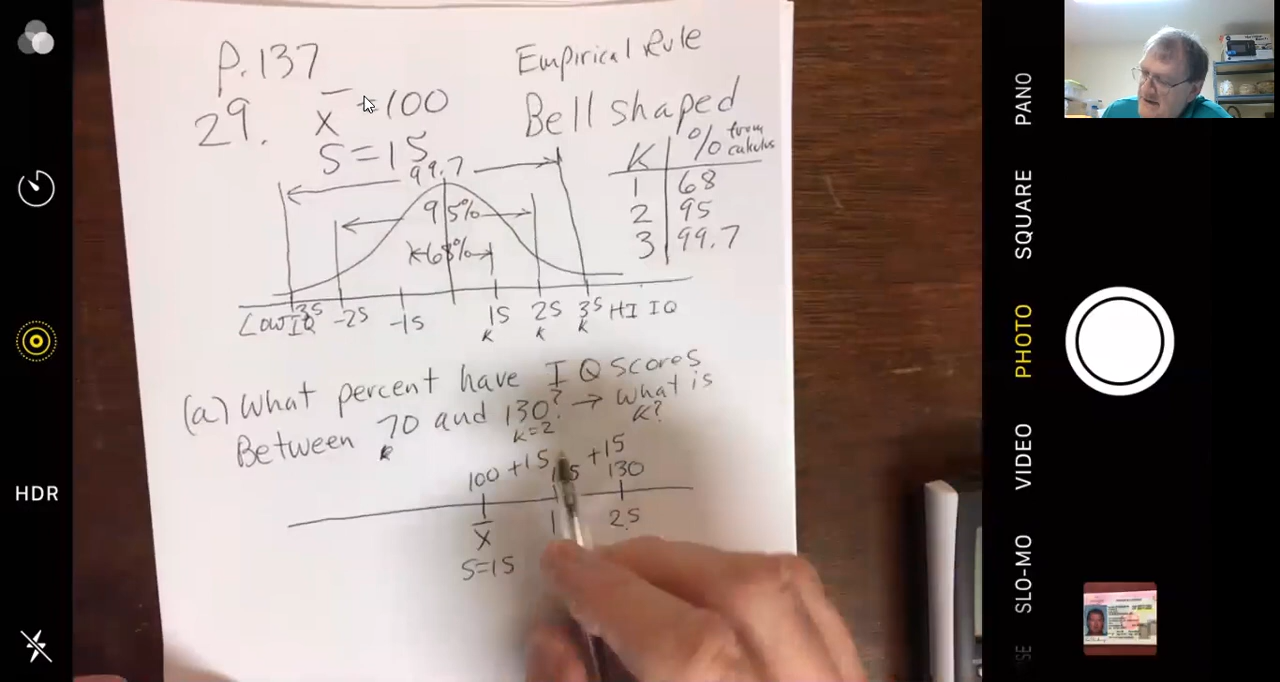 P.137
29.
x̄ = 100
S=15
Empirical Rule
Bell shaped
K % from calculus
1 68
2 95
3 99.7
99.7
95%
68%
Low IQ -3S -2S -1S 1S 2S 3S HI IQ
K K K
(a) What percent have IQ scores
Between 70 and 130? → What is K?
K K=2
100 +15 +15
130
x̄ 1 2S
S=15
HDR
PANO
SQUARE
PHOTO
VIDEO
SLO-MO
SE